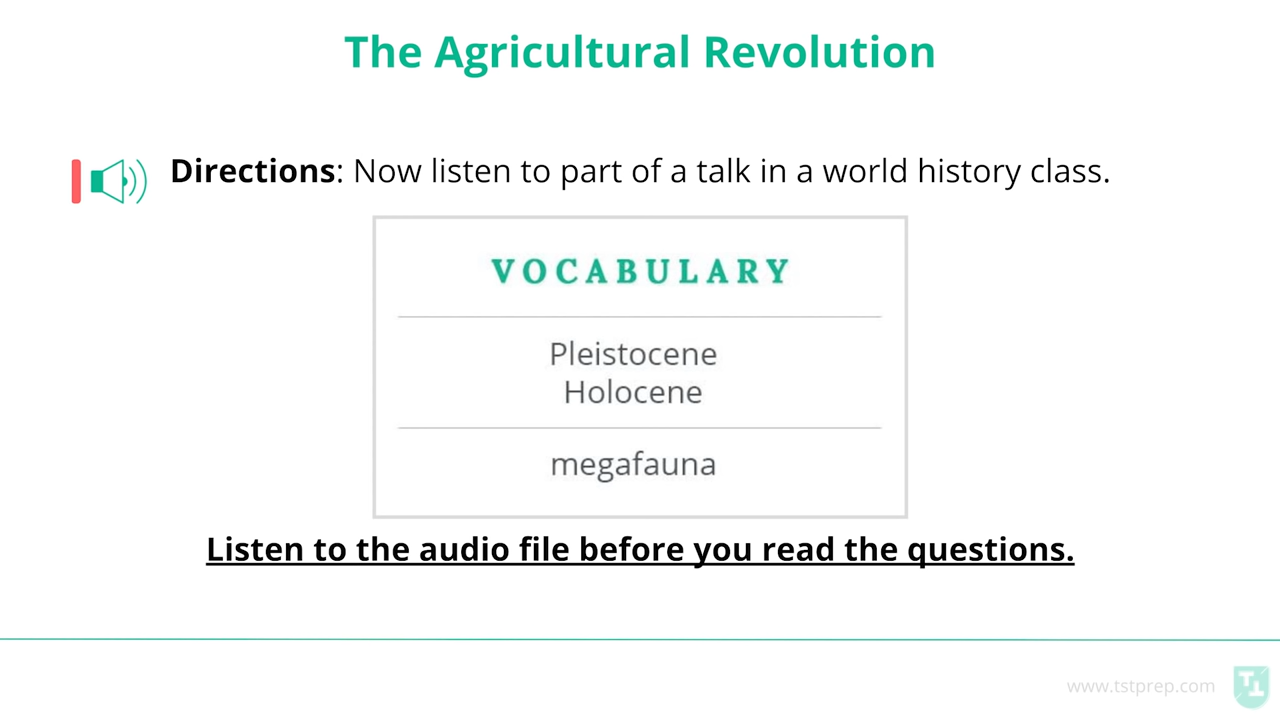 The Agricultural Revolution
Directions: Now listen to part of a talk in a world history class.
VOCABULARY
Pleistocene
Holocene
megafauna
Listen to the audio file before you read the questions.
www.tstprep.com